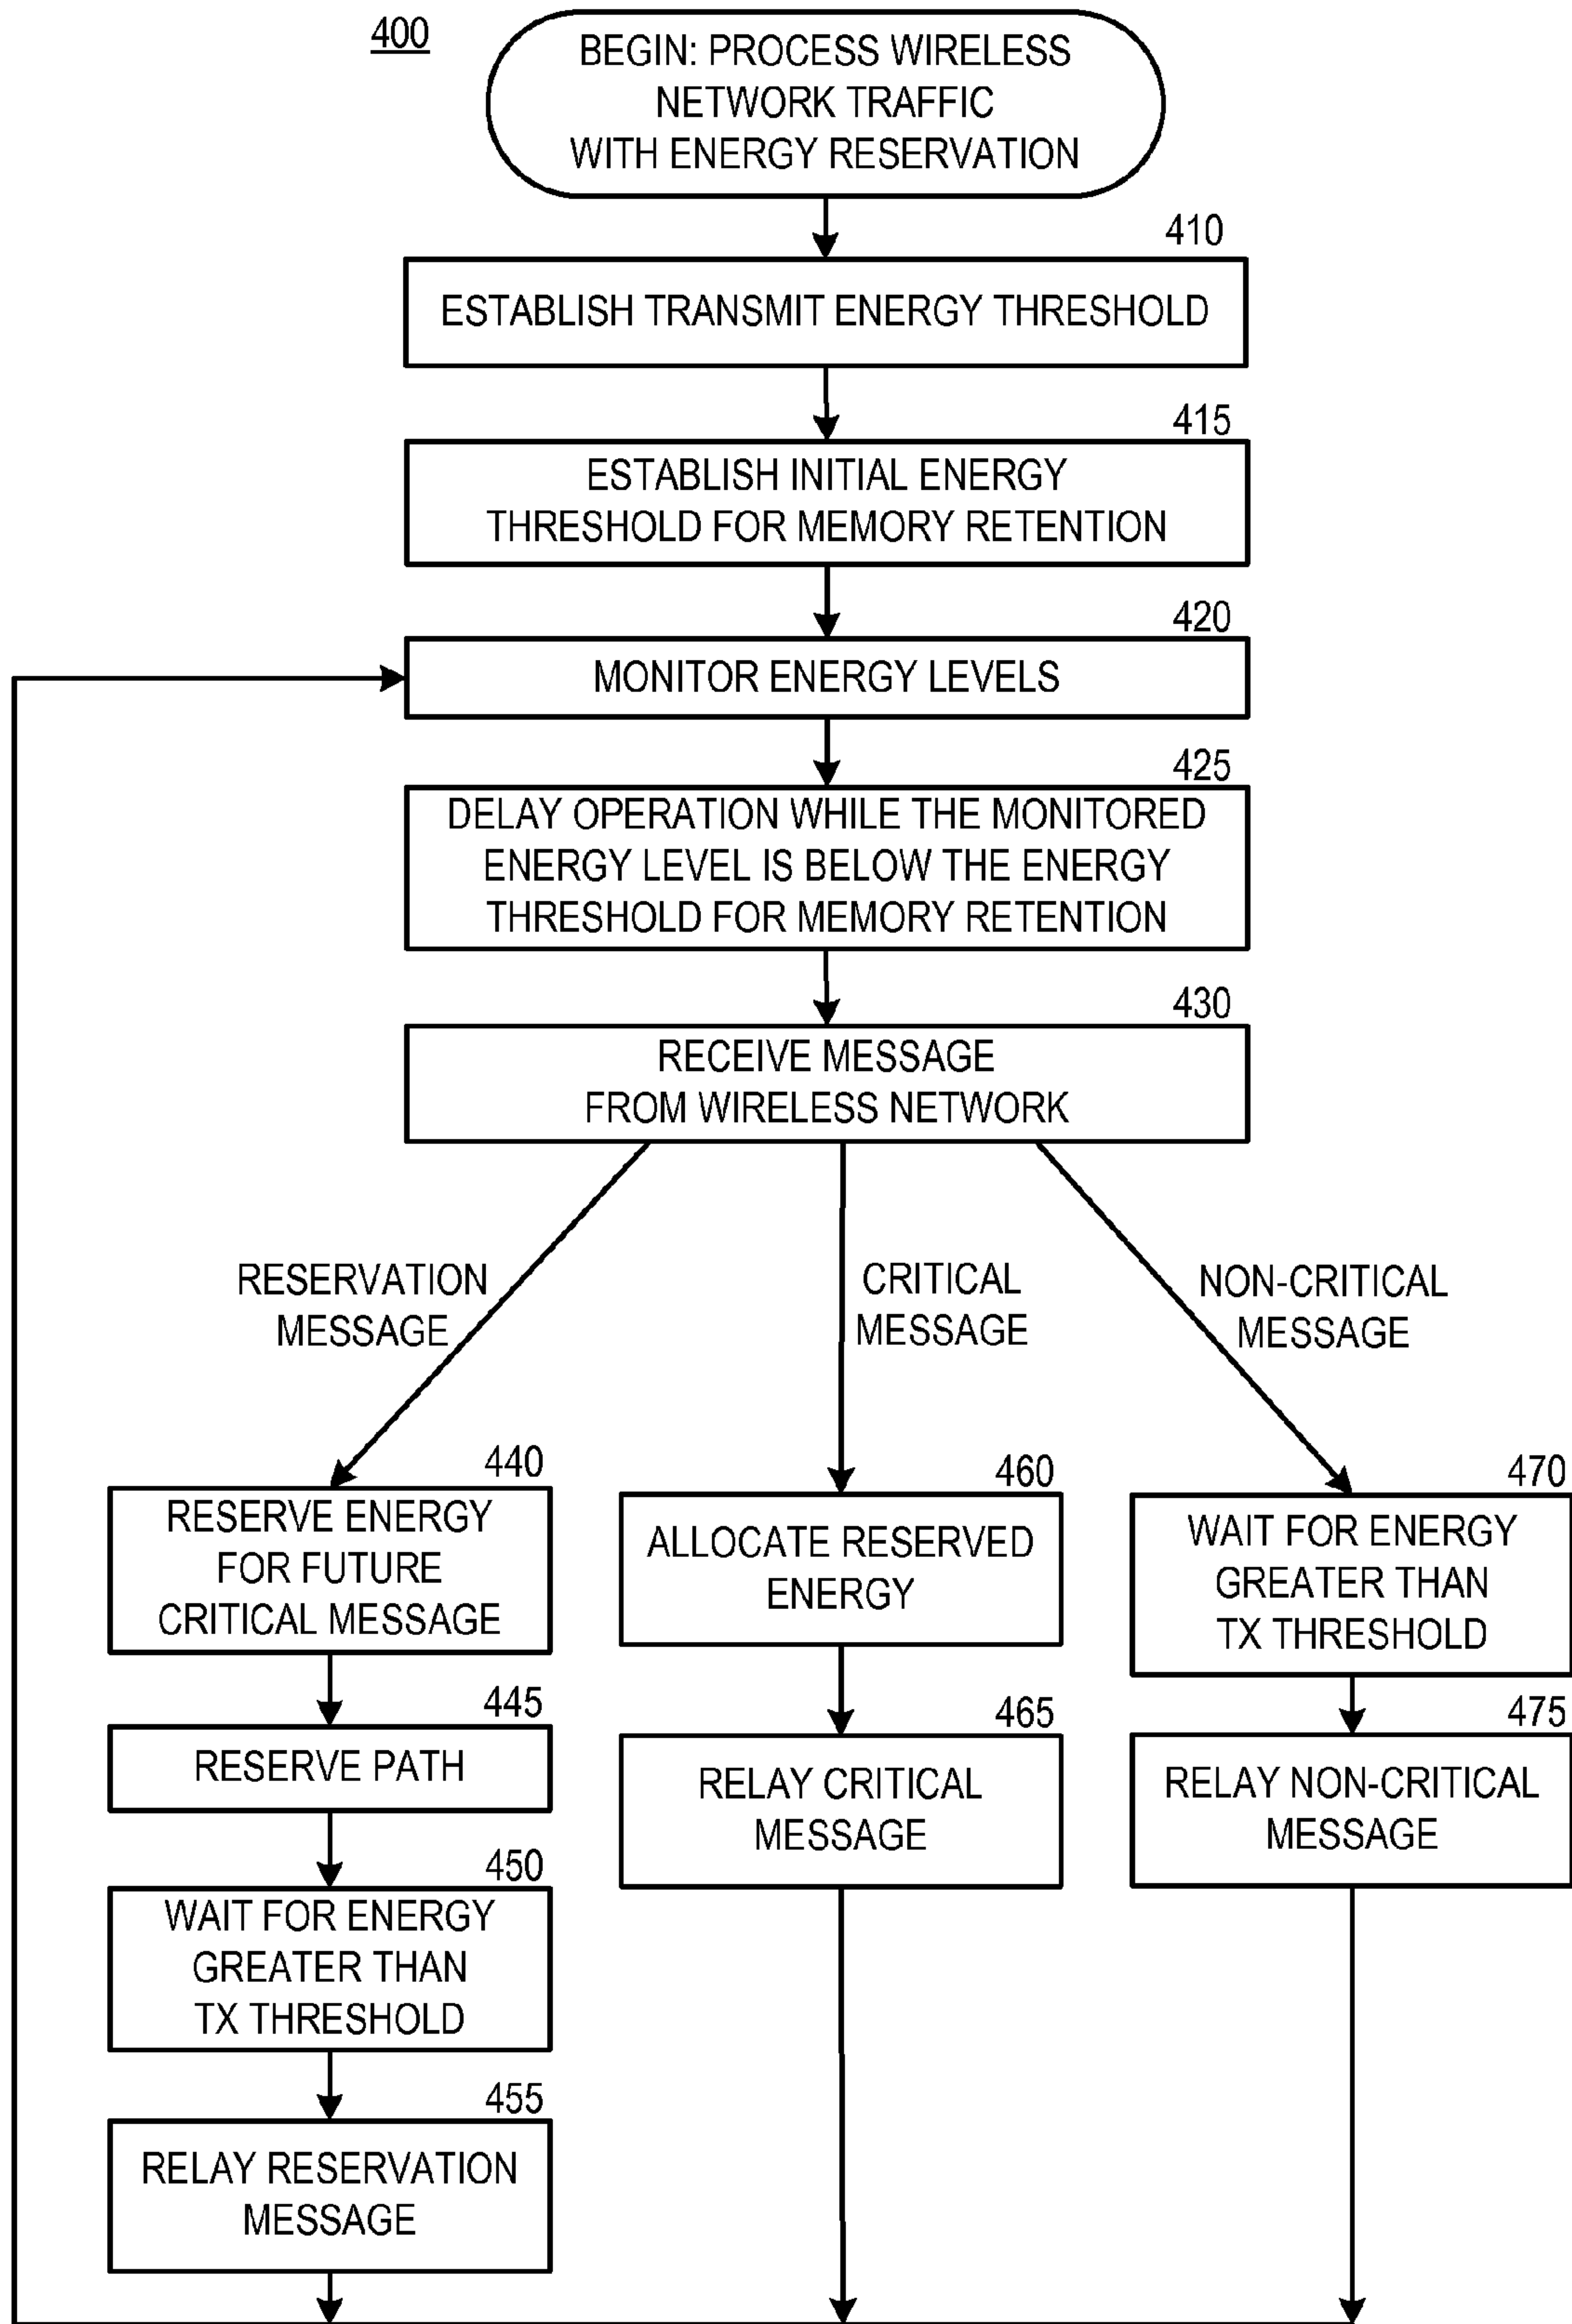 400
BEGIN: PROCESS WIRELESS
NETWORK TRAFFIC
WITH ENERGY RESERVATION
410
ESTABLISH TRANSMIT ENERGY THRESHOLD
415
ESTABLISH INITIAL ENERGY
THRESHOLD FOR MEMORY RETENTION
420
MONITOR ENERGY LEVELS
425
DELAY OPERATION WHILE THE MONITORED
ENERGY LEVEL IS BELOW THE ENERGY
THRESHOLD FOR MEMORY RETENTION
430
RECEIVE MESSAGE
FROM WIRELESS NETWORK
RESERVATION
MESSAGE
CRITICAL
MESSAGE
NON-CRITICAL
MESSAGE
440
RESERVE ENERGY
FOR FUTURE
CRITICAL MESSAGE
445
RESERVE PATH
450
WAIT FOR ENERGY
GREATER THAN
TX THRESHOLD
455
RELAY RESERVATION
MESSAGE
460
ALLOCATE RESERVED
ENERGY
465
RELAY CRITICAL
MESSAGE
470
WAIT FOR ENERGY
GREATER THAN
TX THRESHOLD
475
RELAY NON-CRITICAL
MESSAGE